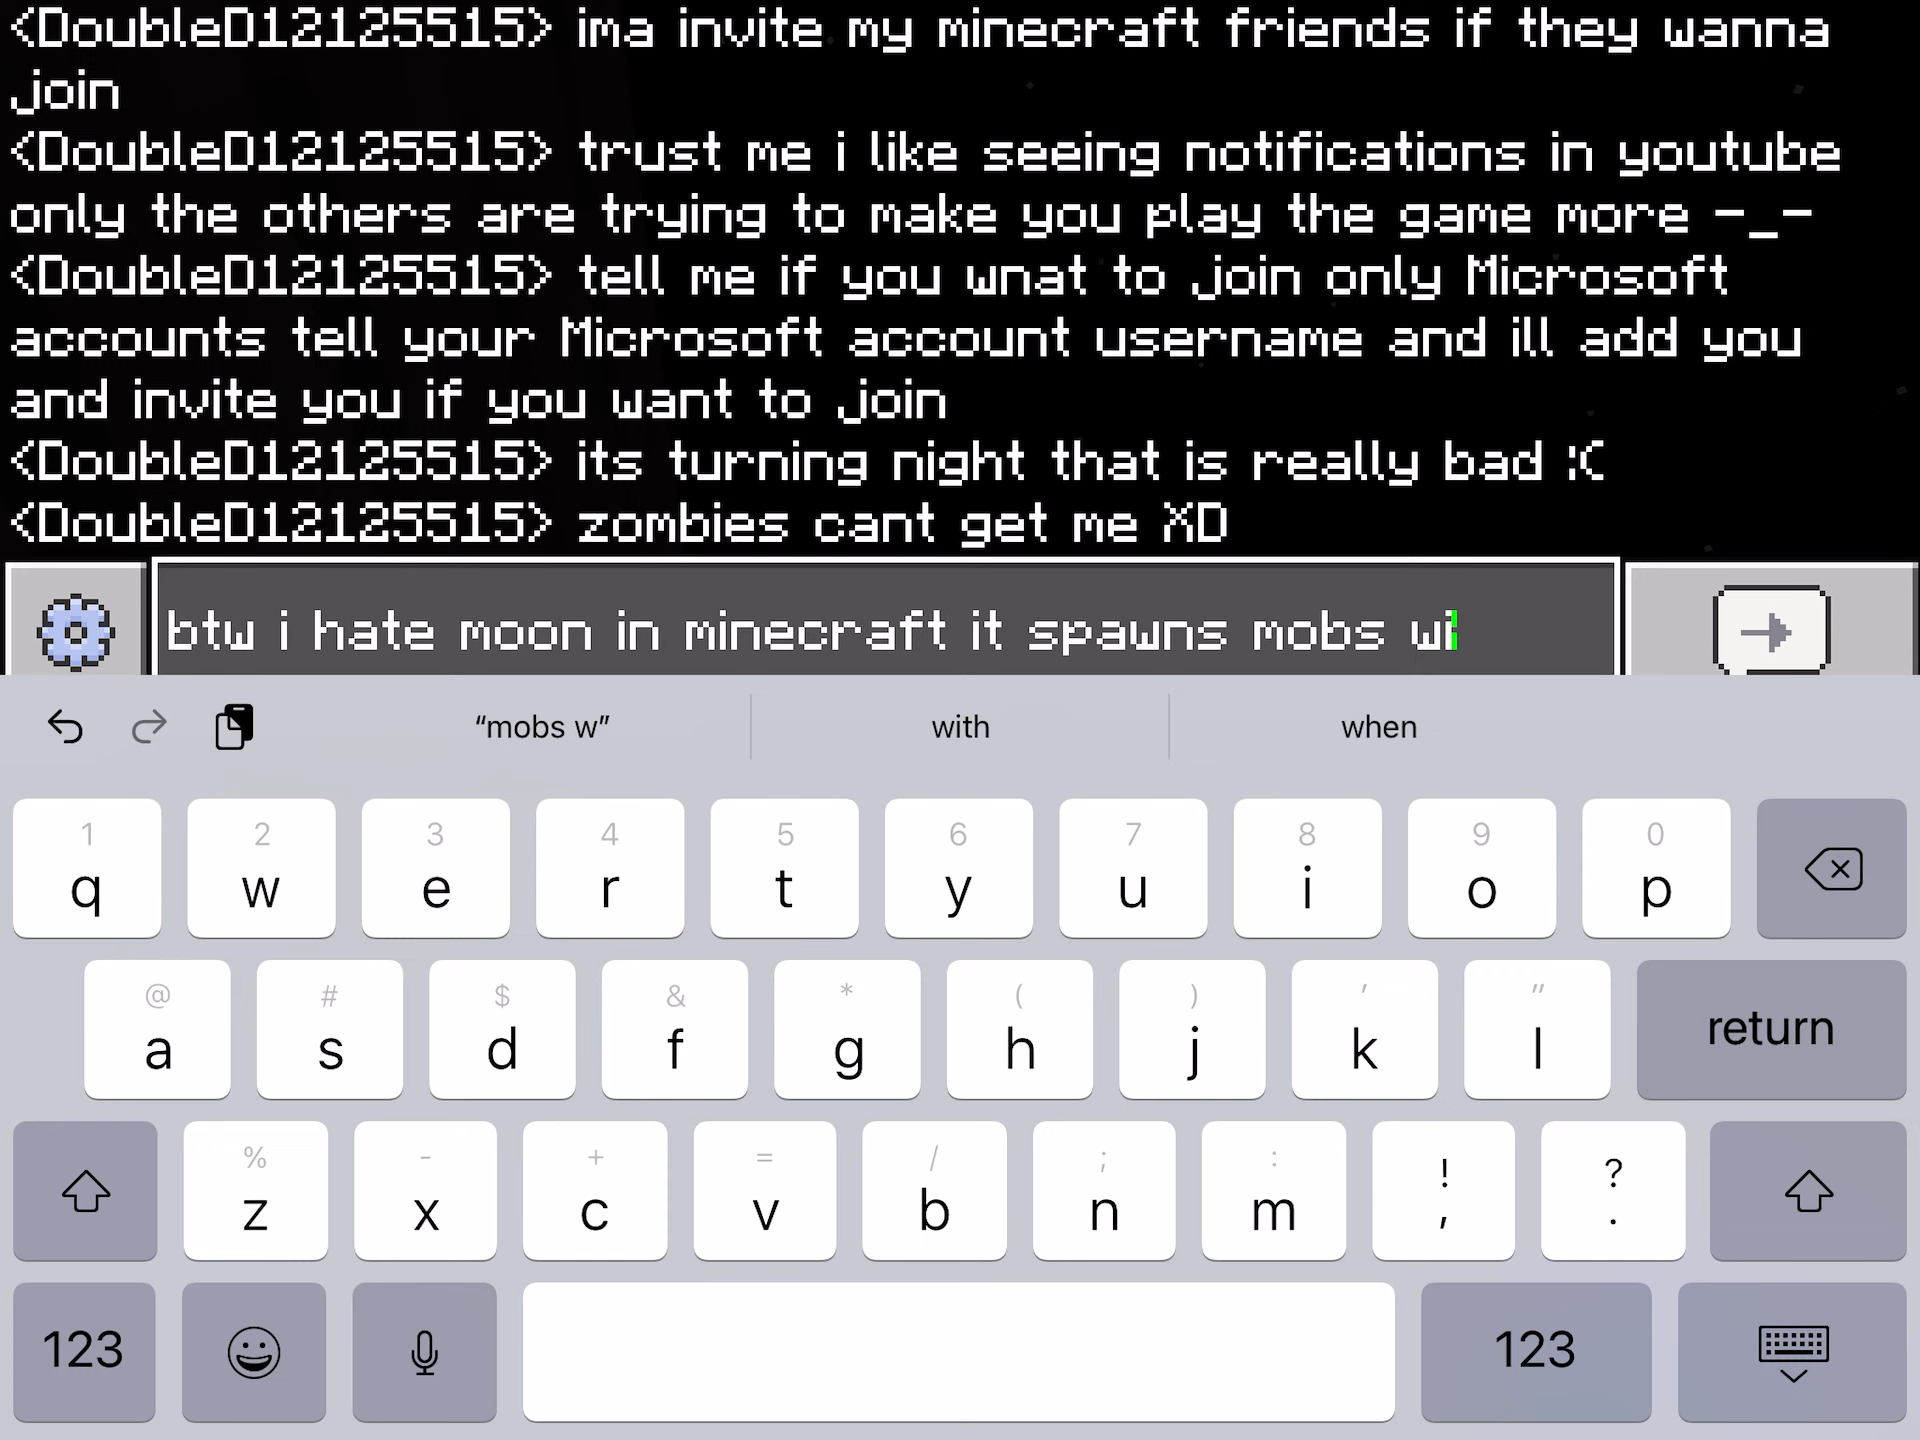 <DoubleD12125515> ima invite my minecraft friends if they wanna
join
<DoubleD12125515> trust me i like seeing notifications in youtube
only the others are trying to make you play the game more -_-
<DoubleD12125515> tell me if you wnat to join only Microsoft
accounts tell your Microsoft account username and ill add you
and invite you if you want to join
<DoubleD12125515> its turning night that is really bad :C
<DoubleD12125515> zombies cant get me XD
btw i hate moon in minecraft it spawns mobs w
“mobs w” with when
1 2 3 4 5 6 7 8 9 0
q w e r t y u i o p
@ # $ & * ( ) ' "
a s d f g h j k l return
% - + = / ; : ! ?
z x c v b n m , .
123 123